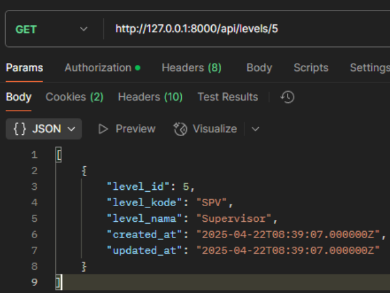 GET http://127.0.0.1:8000/api/levels/5
Params Authorization Headers (8) Body Scripts Settings
Body Cookies (2) Headers (10) Test Results
{} JSON Preview Visualize
1 [
2 {
3 "level_id": 5,
4 "level_kode": "SPV",
5 "level_nama": "Supervisor",
6 "created_at": "2025-04-22T08:39:07.000000Z",
7 "updated_at": "2025-04-22T08:39:07.000000Z"
8 }
9 ]